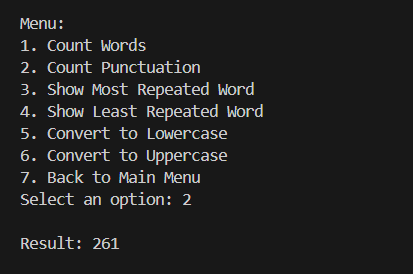 Menu:
1. Count Words
2. Count Punctuation
3. Show Most Repeated Word
4. Show Least Repeated Word
5. Convert to Lowercase
6. Convert to Uppercase
7. Back to Main Menu
Select an option: 2
Result: 261